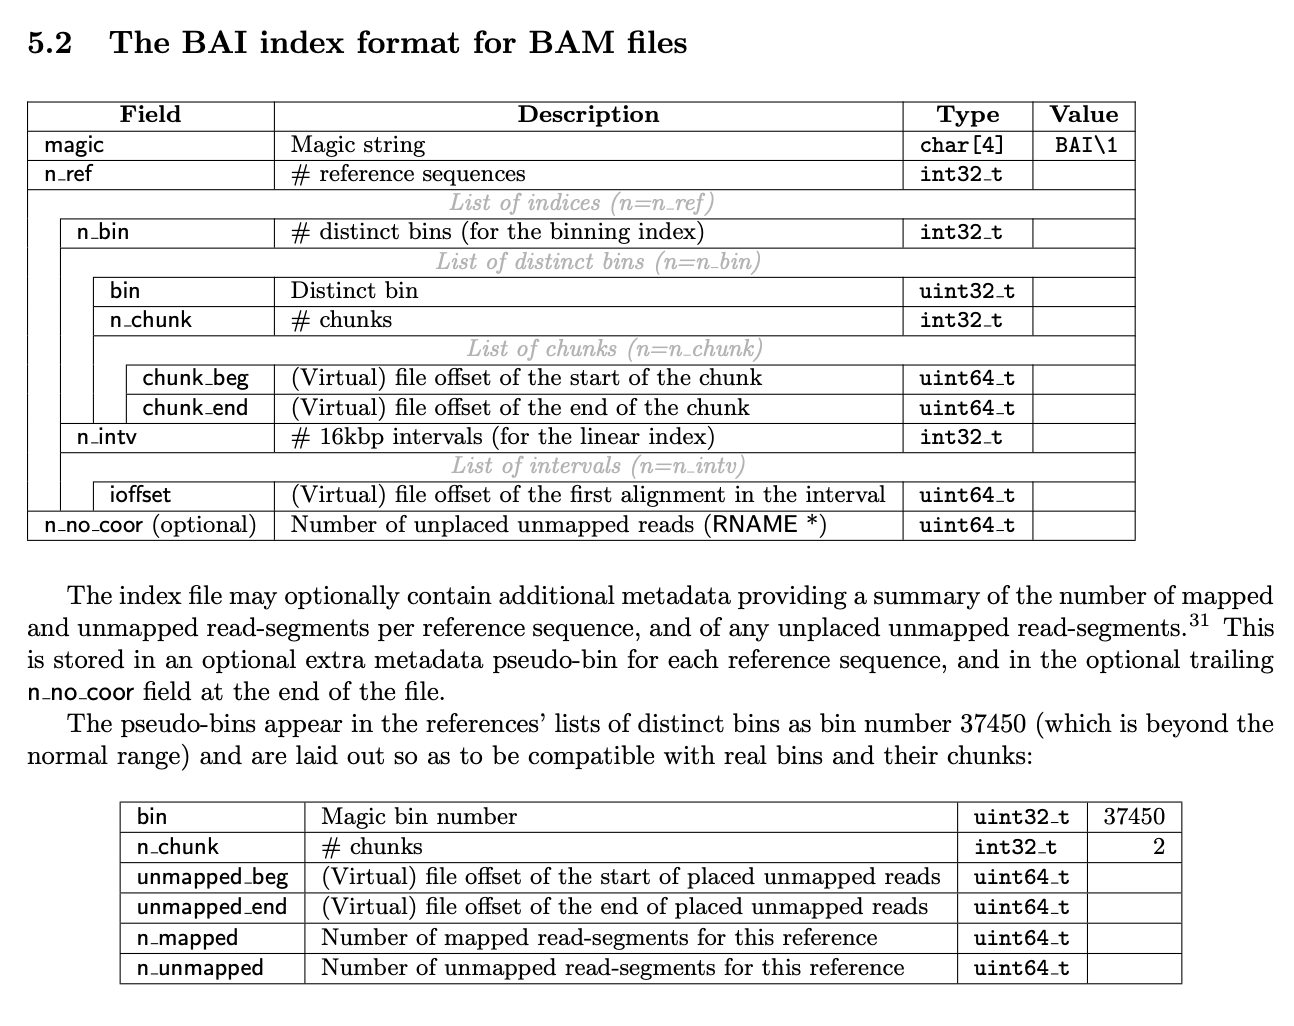 5.2 The BAI index format for BAM files
Field Description Type Value
magic Magic string char[4] BAI\1
n_ref # reference sequences int32_t
List of indices (n=n_ref)
n_bin # distinct bins (for the binning index) int32_t
List of distinct bins (n=n_bin)
bin Distinct bin uint32_t
n_chunk # chunks int32_t
List of chunks (n=n_chunk)
chunk_beg (Virtual) file offset of the start of the chunk uint64_t
chunk_end (Virtual) file offset of the end of the chunk uint64_t
n_intv # 16kbp intervals (for the linear index) int32_t
List of intervals (n=n_intv)
ioffset (Virtual) file offset of the first alignment in the interval uint64_t
n_no_coor (optional) Number of unplaced unmapped reads (RNAME *) uint64_t
The index file may optionally contain additional metadata providing a summary of the number of mapped
and unmapped read-segments per reference sequence, and of any unplaced unmapped read-segments.31 This
is stored in an optional extra metadata pseudo-bin for each reference sequence, and in the optional trailing
n_no_coor field at the end of the file.
The pseudo-bins appear in the references’ lists of distinct bins as bin number 37450 (which is beyond the
normal range) and are laid out so as to be compatible with real bins and their chunks:
bin Magic bin number uint32_t 37450
n_chunk # chunks int32_t 2
unmapped_beg (Virtual) file offset of the start of placed unmapped reads uint64_t
unmapped_end (Virtual) file offset of the end of placed unmapped reads uint64_t
n_mapped Number of mapped read-segments for this reference uint64_t
n_unmapped Number of unmapped read-segments for this reference uint64_t